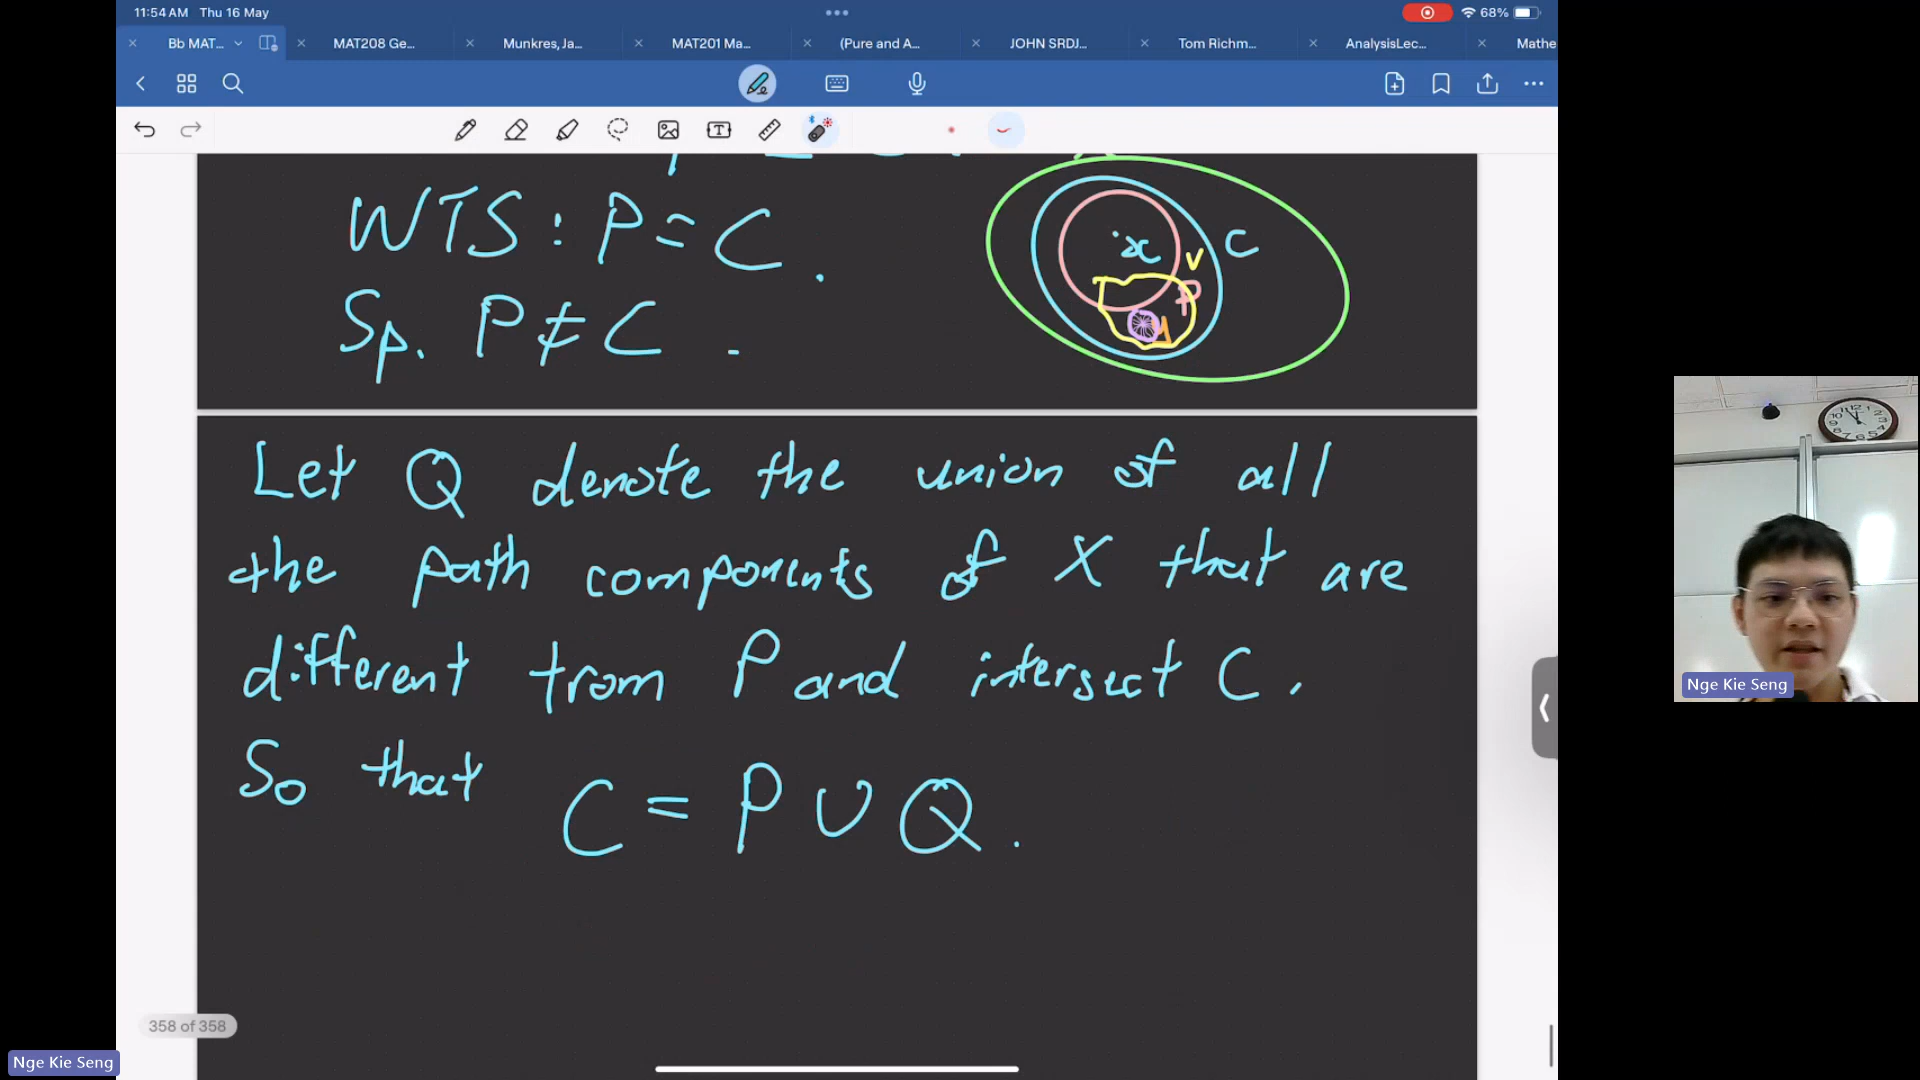 11:54 AM Thu 16 May
68%
Bb MAT...
MAT208 Ge...
Munkres, Ja...
MAT201 Ma...
(Pure and A...
JOHN SRDJ...
Tom Richm...
AnalysisLec...
Mathe
WTS : P = C .
Sp. P ≠ C .
x
V
C
P
y
Let Q denote the union of all
the path components of X that are
different from P and intersect C .
So that C = P ∪ Q .
358 of 358
Nge Kie Seng
Nge Kie Seng